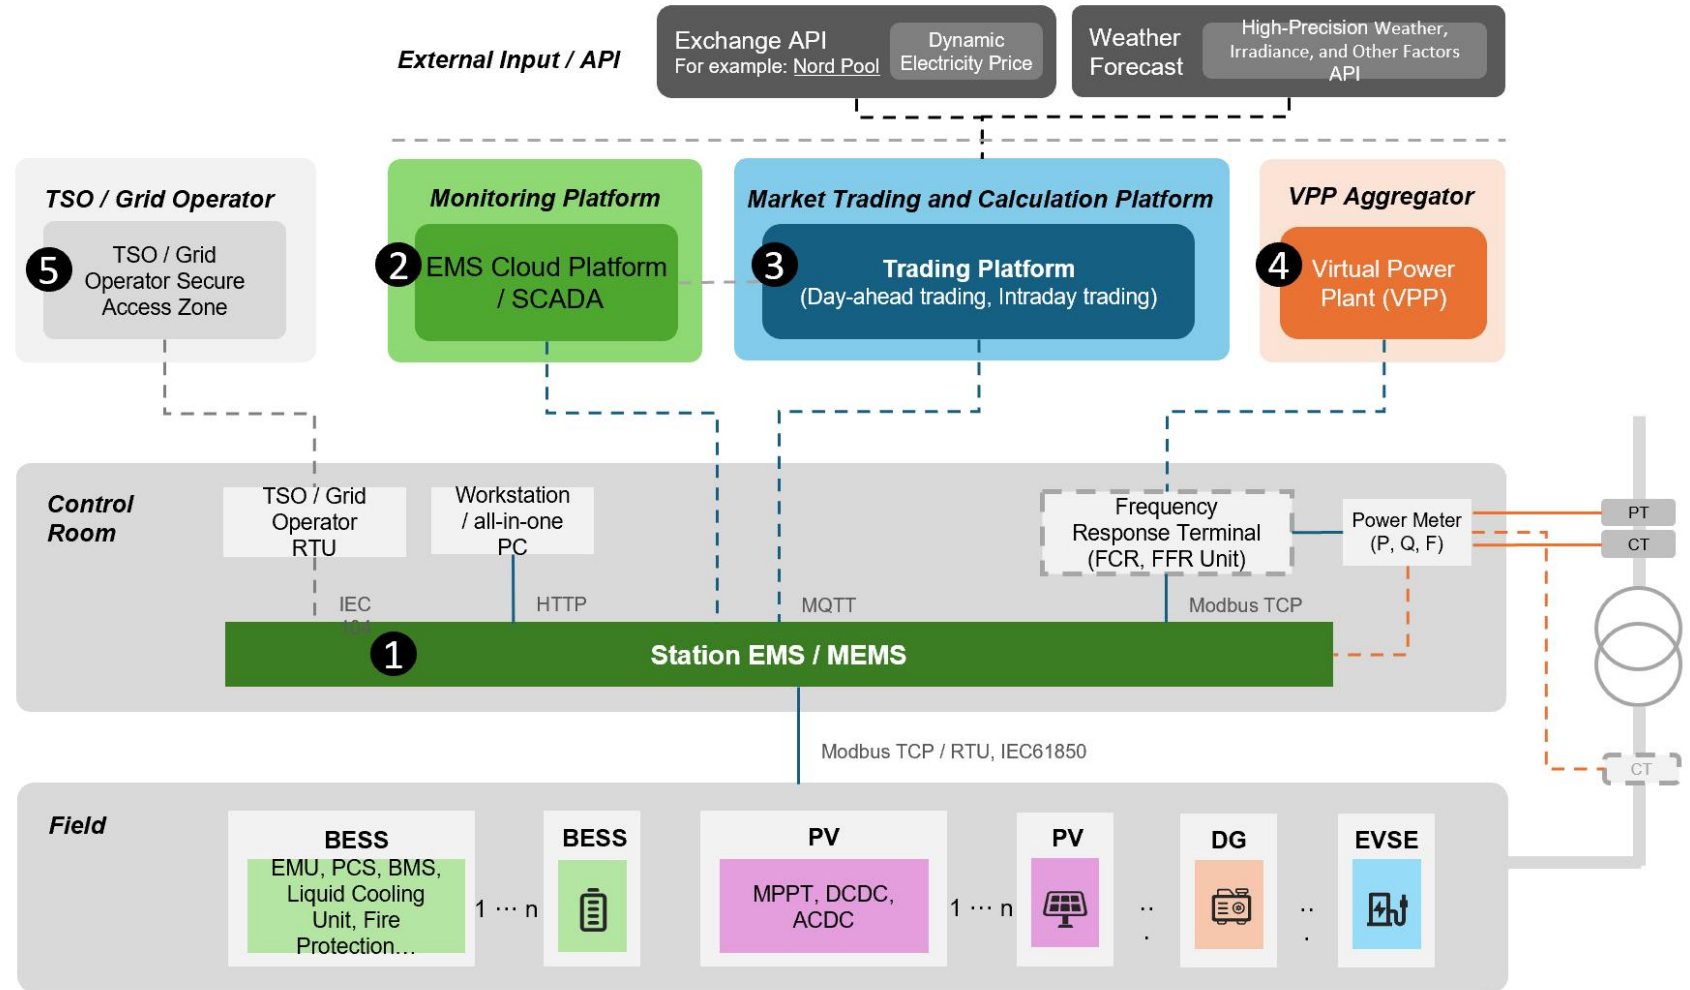 External Input / API
Exchange API
For example: Nord Pool
Dynamic
Electricity Price
Weather
Forecast
High-Precision Weather,
Irradiance, and Other Factors
API
TSO / Grid Operator
5
TSO / Grid
Operator Secure
Access Zone
Monitoring Platform
2
EMS Cloud Platform
/ SCADA
Market Trading and Calculation Platform
3
Trading Platform
(Day-ahead trading, Intraday trading)
VPP Aggregator
4
Virtual Power
Plant (VPP)
Control
Room
TSO / Grid
Operator
RTU
Workstation
/ all-in-one
PC
Frequency
Response Terminal
(FCR, FFR Unit)
Power Meter
(P, Q, F)
PT
CT
IEC
104
HTTP
MQTT
Modbus TCP
1
Station EMS / MEMS
Modbus TCP / RTU, IEC61850
CT
Field
BESS
EMU, PCS, BMS,
Liquid Cooling
Unit, Fire
Protection…
1 ··· n
BESS
PV
MPPT, DCDC,
ACDC
1 ··· n
PV
..
.
DG
..
.
EVSE